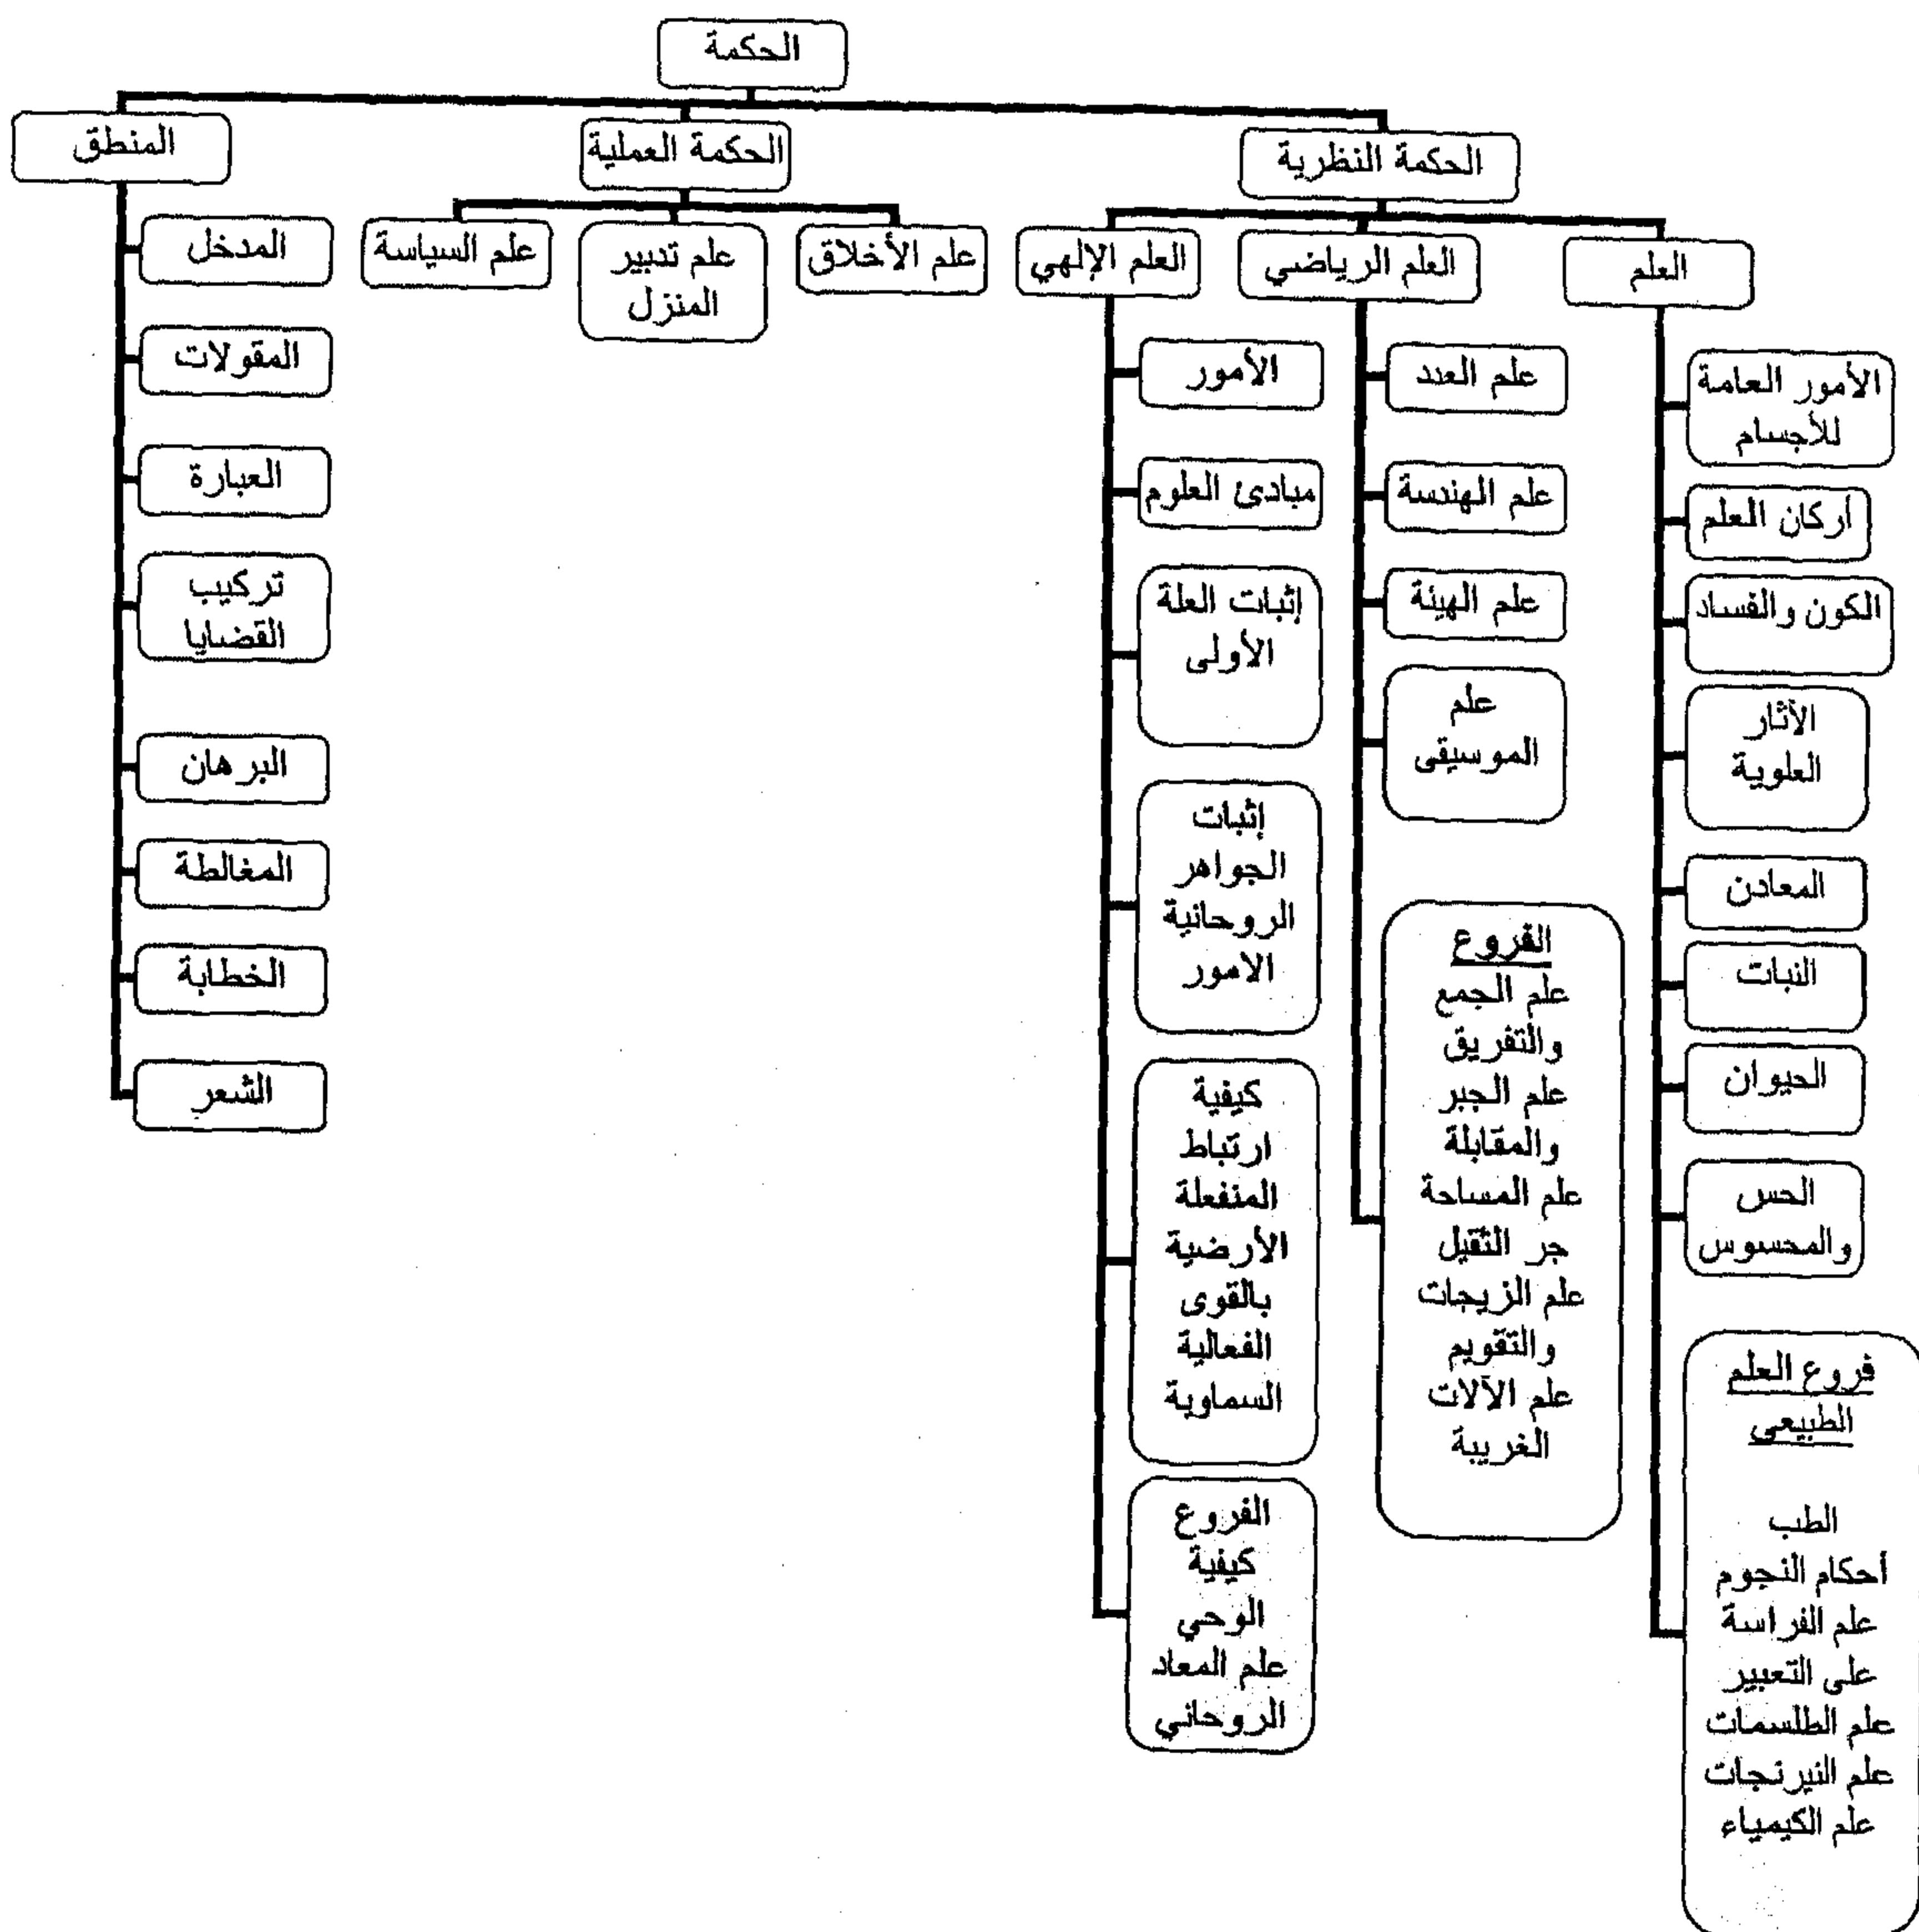 الحكمة
الحكمة النظرية
الحكمة العملية
المنطق
العلم
العلم الرياضي
العلم الإلهي
علم الأخلاق
علم تدبير
المنزل
علم السياسة
الأمور العامة
للأجسام
أركان العلم
الكون والفساد
الآثار
العلوية
المعادن
النبات
الحيوان
الحس
والمحسوس
فروع العلم
الطبيعي
الطب
أحكام النجوم
علم الفراسة
على التعبير
علم الطلسمات
علم النيرنجات
علم الكيمياء
علم العدد
علم الهندسة
علم الهيئة
علم
الموسيقى
الفروع
علم الجمع
والتفريق
علم الجبر
والمقابلة
علم المساحة
جر الثقيل
علم الزيجات
والتقويم
علم الآلات
الغريبة
الأمور
مبادئ العلوم
إثبات العلة
الأولى
إثبات
الجواهر
الروحانية
الامور
كيفية
ارتباط
المنفعلة
الأرضية
بالقوى
الفعالية
السماوية
الفروع
كيفية
الوحي
علم المعاد
الروحاني
المدخل
المقولات
العبارة
تركيب
القضايا
البرهان
المغالطة
الخطابة
الشعر